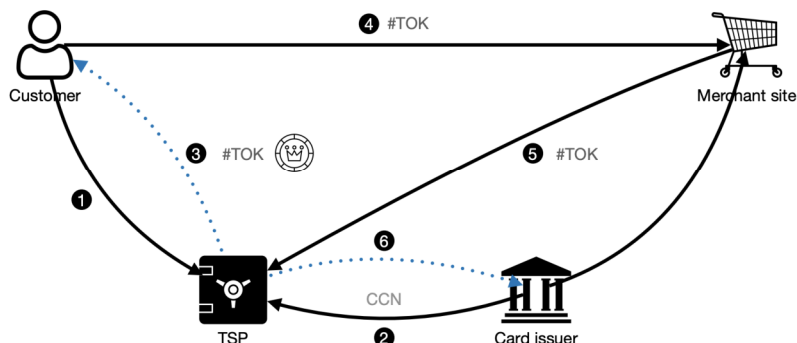 4 #TOK
Customer
Merchant site
3 #TOK
5 #TOK
1
6
CCN
2
TSP
Card issuer